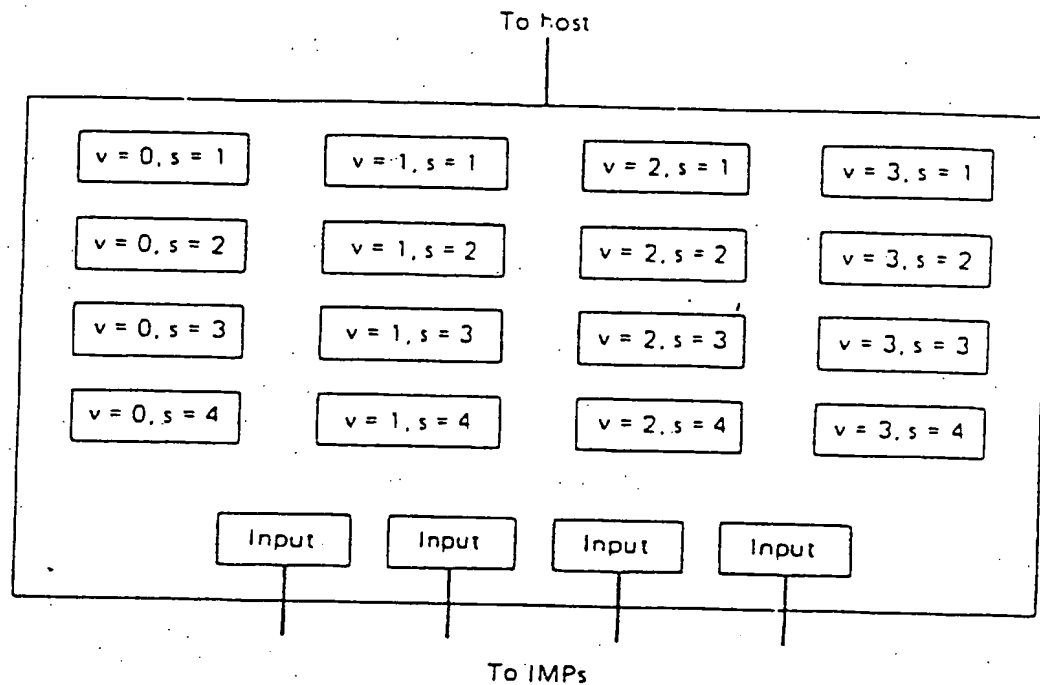 To host
v = 0, s = 1 v = 1, s = 1 v = 2, s = 1 v = 3, s = 1
v = 0, s = 2 v = 1, s = 2 v = 2, s = 2 v = 3, s = 2
v = 0, s = 3 v = 1, s = 3 v = 2, s = 3 v = 3, s = 3
v = 0, s = 4 v = 1, s = 4 v = 2, s = 4 v = 3, s = 4
Input Input Input Input
To IMPs